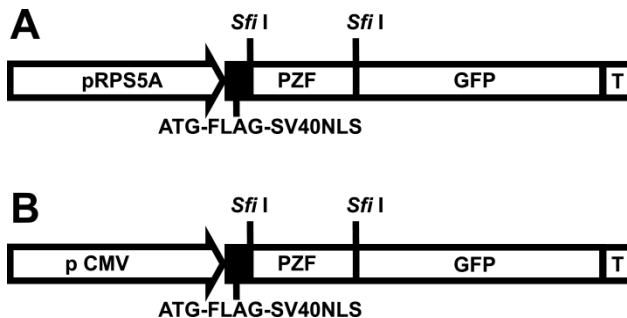 A
Sfi I Sfi I
pRPS5A PZF GFP T
ATG-FLAG-SV40NLS
B
Sfi I Sfi I
p CMV PZF GFP T
ATG-FLAG-SV40NLS